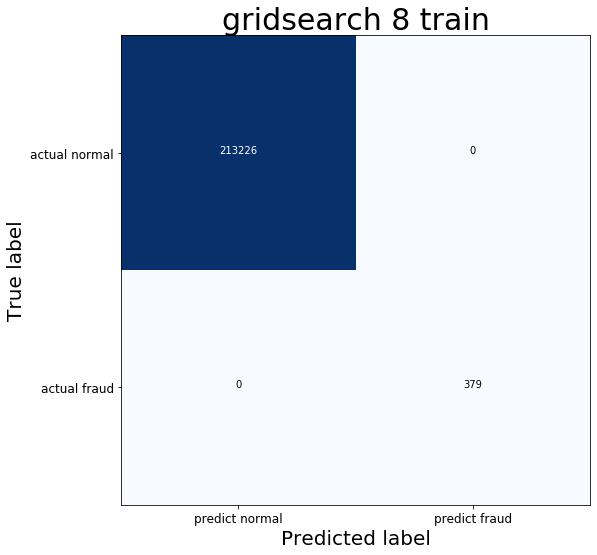 gridsearch 8 train
True label
actual normal
213226
0
actual fraud
0
379
predict normal
predict fraud
Predicted label